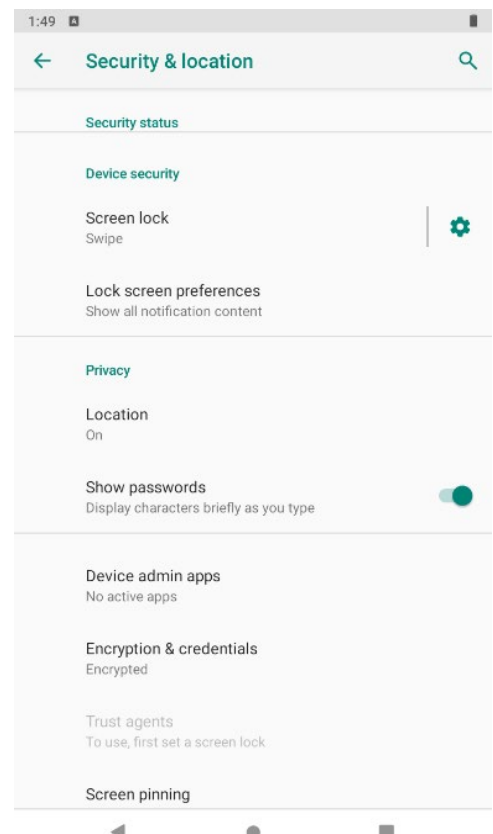 1:49 A
Security & location
Security status
Device security
Screen lock
Swipe
Lock screen preferences
Show all notification content
Privacy
Location
On
Show passwords
Display characters briefly as you type
Device admin apps
No active apps
Encryption & credentials
Encrypted
Trust agents
To use, first set a screen lock
Screen pinning